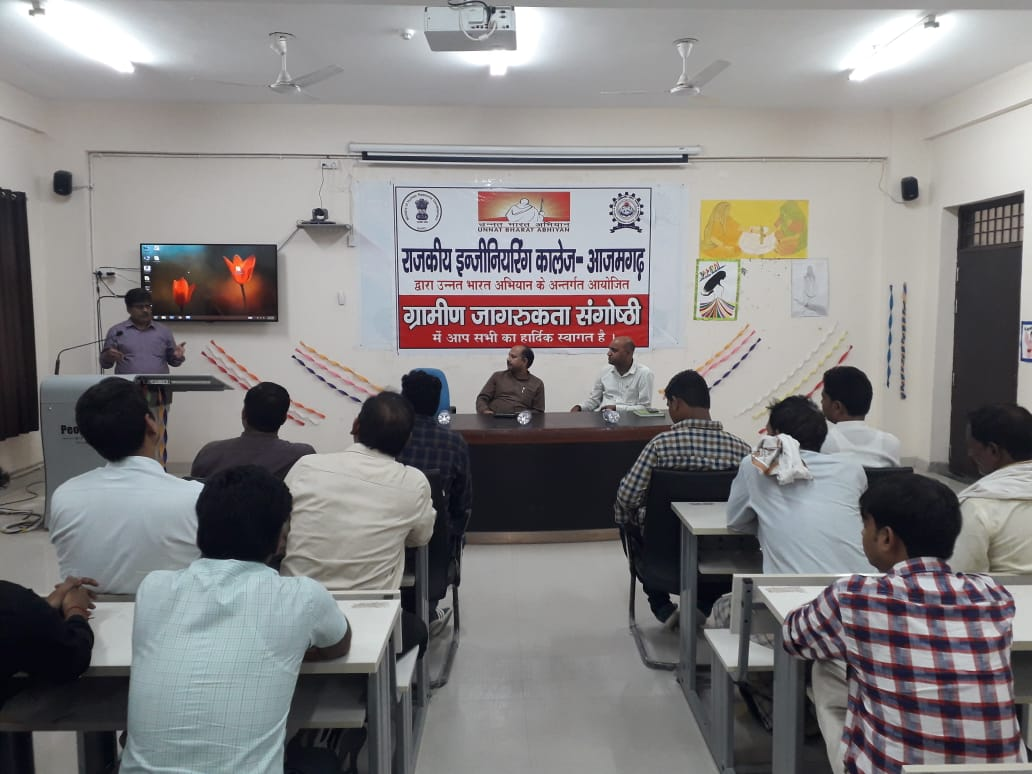 उन्नत भारत अभियान
UNNAT BHARAT ABHIYAN
राजकीय इन्जीनियरिंग कालेज- आजमगढ़
द्वारा उन्नत भारत अभियान के अन्तर्गत आयोजित
ग्रामीण जागरुकता संगोष्ठी
में आप सभी का हार्दिक स्वागत है।